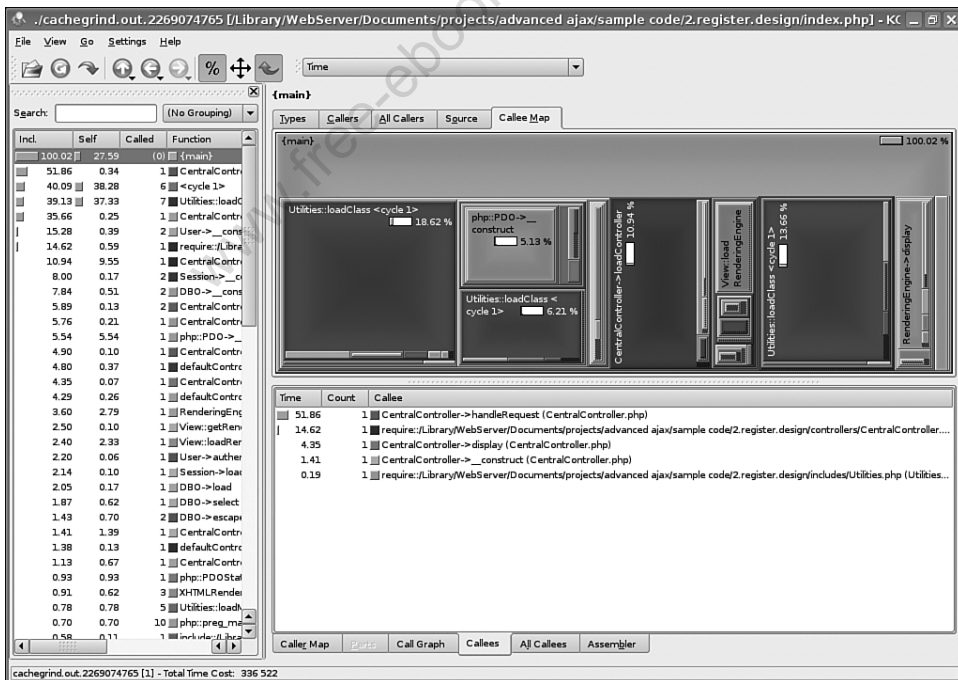 ./cachegrind.out.2269074765 [/Library/WebServer/Documents/projects/advanced ajax/sample code/2.register.design/index.php] - KC
File View Go Settings Help
% Time
{main}
Search: (No Grouping)
Types Callers All Callers Source Callee Map
Incl. Self Called Function
100.02 27.59 (0) {main}
51.86 0.34 1 CentralContr
40.09 38.28 6 <cycle 1>
39.13 37.33 7 Utilities::loadC
35.66 0.25 1 CentralContr
15.28 0.39 2 User->__cons
14.62 0.59 1 require::/Libra
10.94 9.55 1 CentralContr
8.00 0.17 2 Session->__c
7.84 0.51 2 DBO->__cons
5.89 0.13 2 CentralContr
5.76 0.21 1 CentralContr
5.54 5.54 1 php::PDO->__
4.90 0.10 1 CentralContr
4.80 0.37 1 defaultContr
4.35 0.07 1 CentralContr
4.29 0.26 1 defaultContr
3.60 2.79 1 RenderingEng
2.50 0.10 1 View::getRen
2.40 2.33 1 View::loadRer
2.20 0.06 1 User->auther
2.14 0.10 1 Session->loac
2.05 0.17 1 DBO->load
1.87 0.62 1 DBO->select
1.43 0.70 2 DBO->escape
1.41 1.39 1 CentralContr
1.38 0.13 1 defaultContr
1.13 0.67 1 CentralContr
0.93 0.93 1 php::PDOStat
0.91 0.62 3 XHTMLRende
0.78 0.78 5 Utilities::loadM
0.70 0.70 10 php::preg_ma
0.58 0.11 1 include::/Libra
{main} 100.02 %
Utilities::loadClass <cycle 1>
18.62 %
php::PDO->__
construct
5.13 %
Utilities::loadClass <
cycle 1> 6.21 %
CentralController->loadController
10.94 %
View::load
RenderingEngine
Utilities::loadClass <cycle 1>
13.66 %
RenderingEngine->display
Time Count Callee
51.86 1 CentralController->handleRequest (CentralController.php)
14.62 1 require::/Library/WebServer/Documents/projects/advanced ajax/sample code/2.register.design/controllers/CentralController....
4.35 1 CentralController->display (CentralController.php)
1.41 1 CentralController->__construct (CentralController.php)
0.19 1 require::/Library/WebServer/Documents/projects/advanced ajax/sample code/2.register.design/includes/Utilities.php (Utilities...
Caller Map Parts Call Graph Callees All Callees Assembler
cachegrind.out.2269074765 [1] - Total Time Cost: 336 522